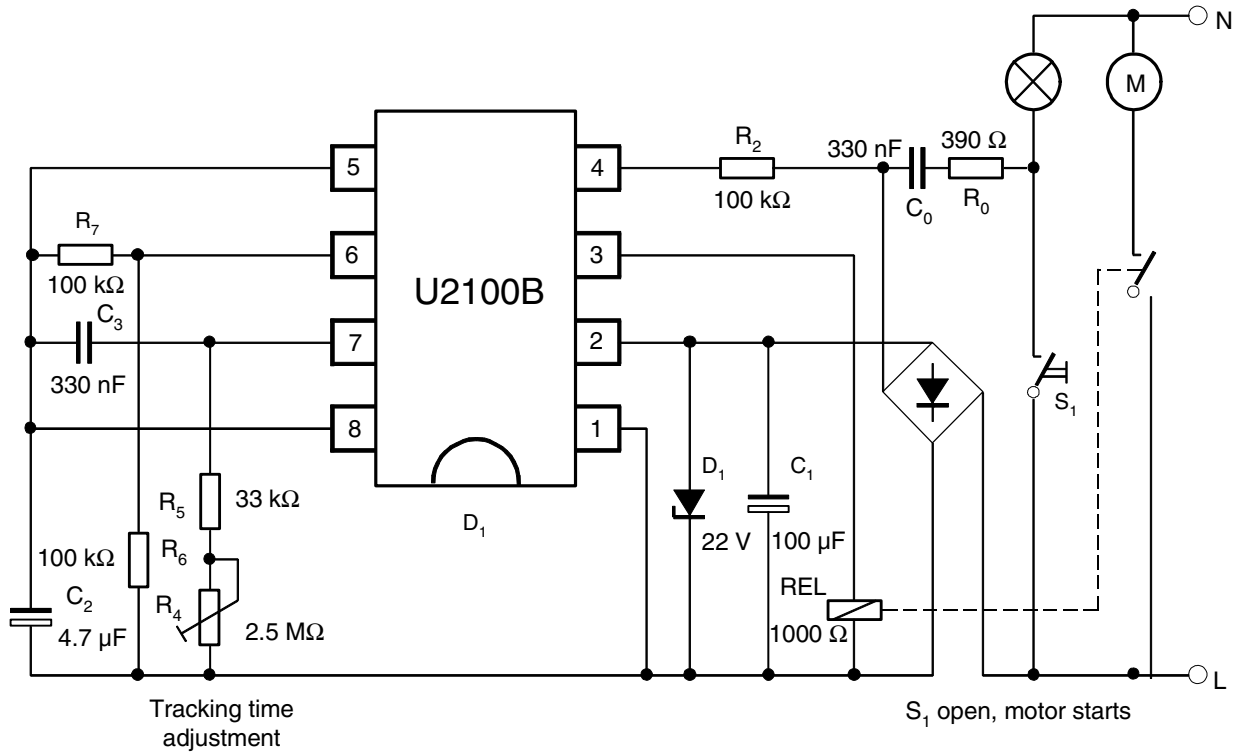 N
M
R2
330 nF
390 Ω
5
4
100 kΩ
C0
R0
R7
6
3
100 kΩ
U2100B
C3
7
2
330 nF
S1
8
1
D1
C1
R5
33 kΩ
D1
22 V
100 µF
100 kΩ
R6
C2
R4
REL
4.7 µF
2.5 MΩ
1000 Ω
L
Tracking time
adjustment
S1 open, motor starts